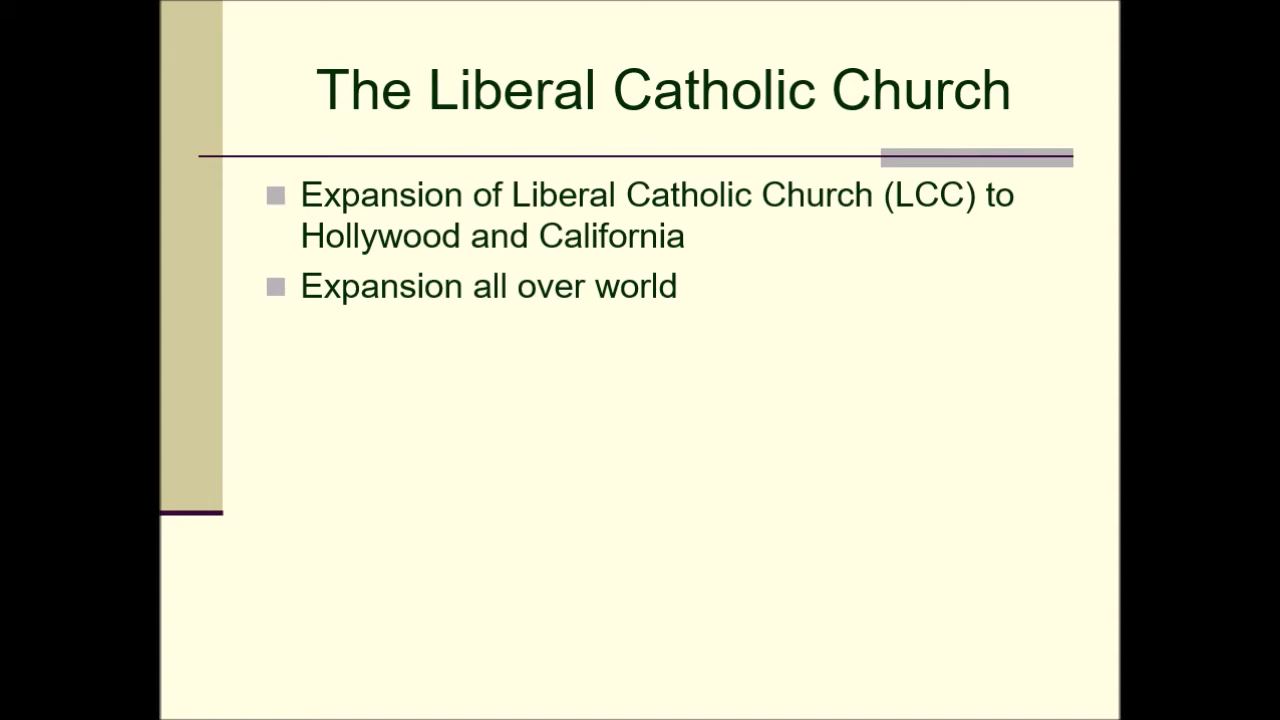 The Liberal Catholic Church
Expansion of Liberal Catholic Church (LCC) to
Hollywood and California
Expansion all over world